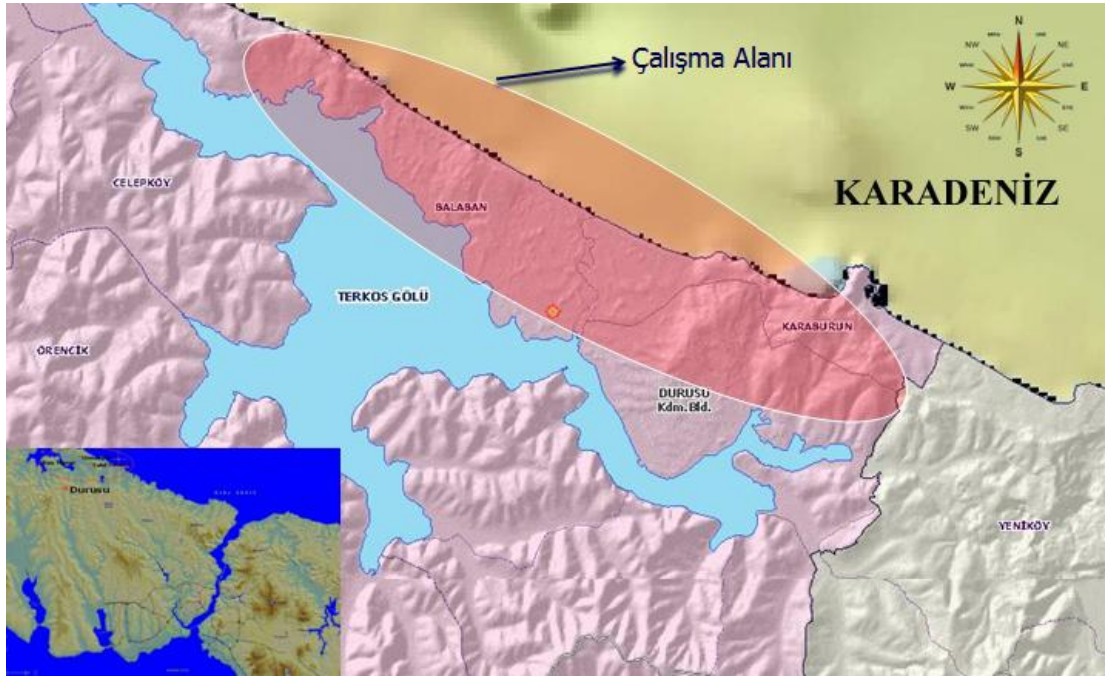 Çalışma Alanı
N
NW
NE
W
E
SW
SE
S
KARADENİZ
CELEPKÖY
BALABAN
TERKOS GÖLÜ
KARABURUN
ÖRENCİK
DURUSU
Kdm.Bld.
YENİKÖY
Durusu